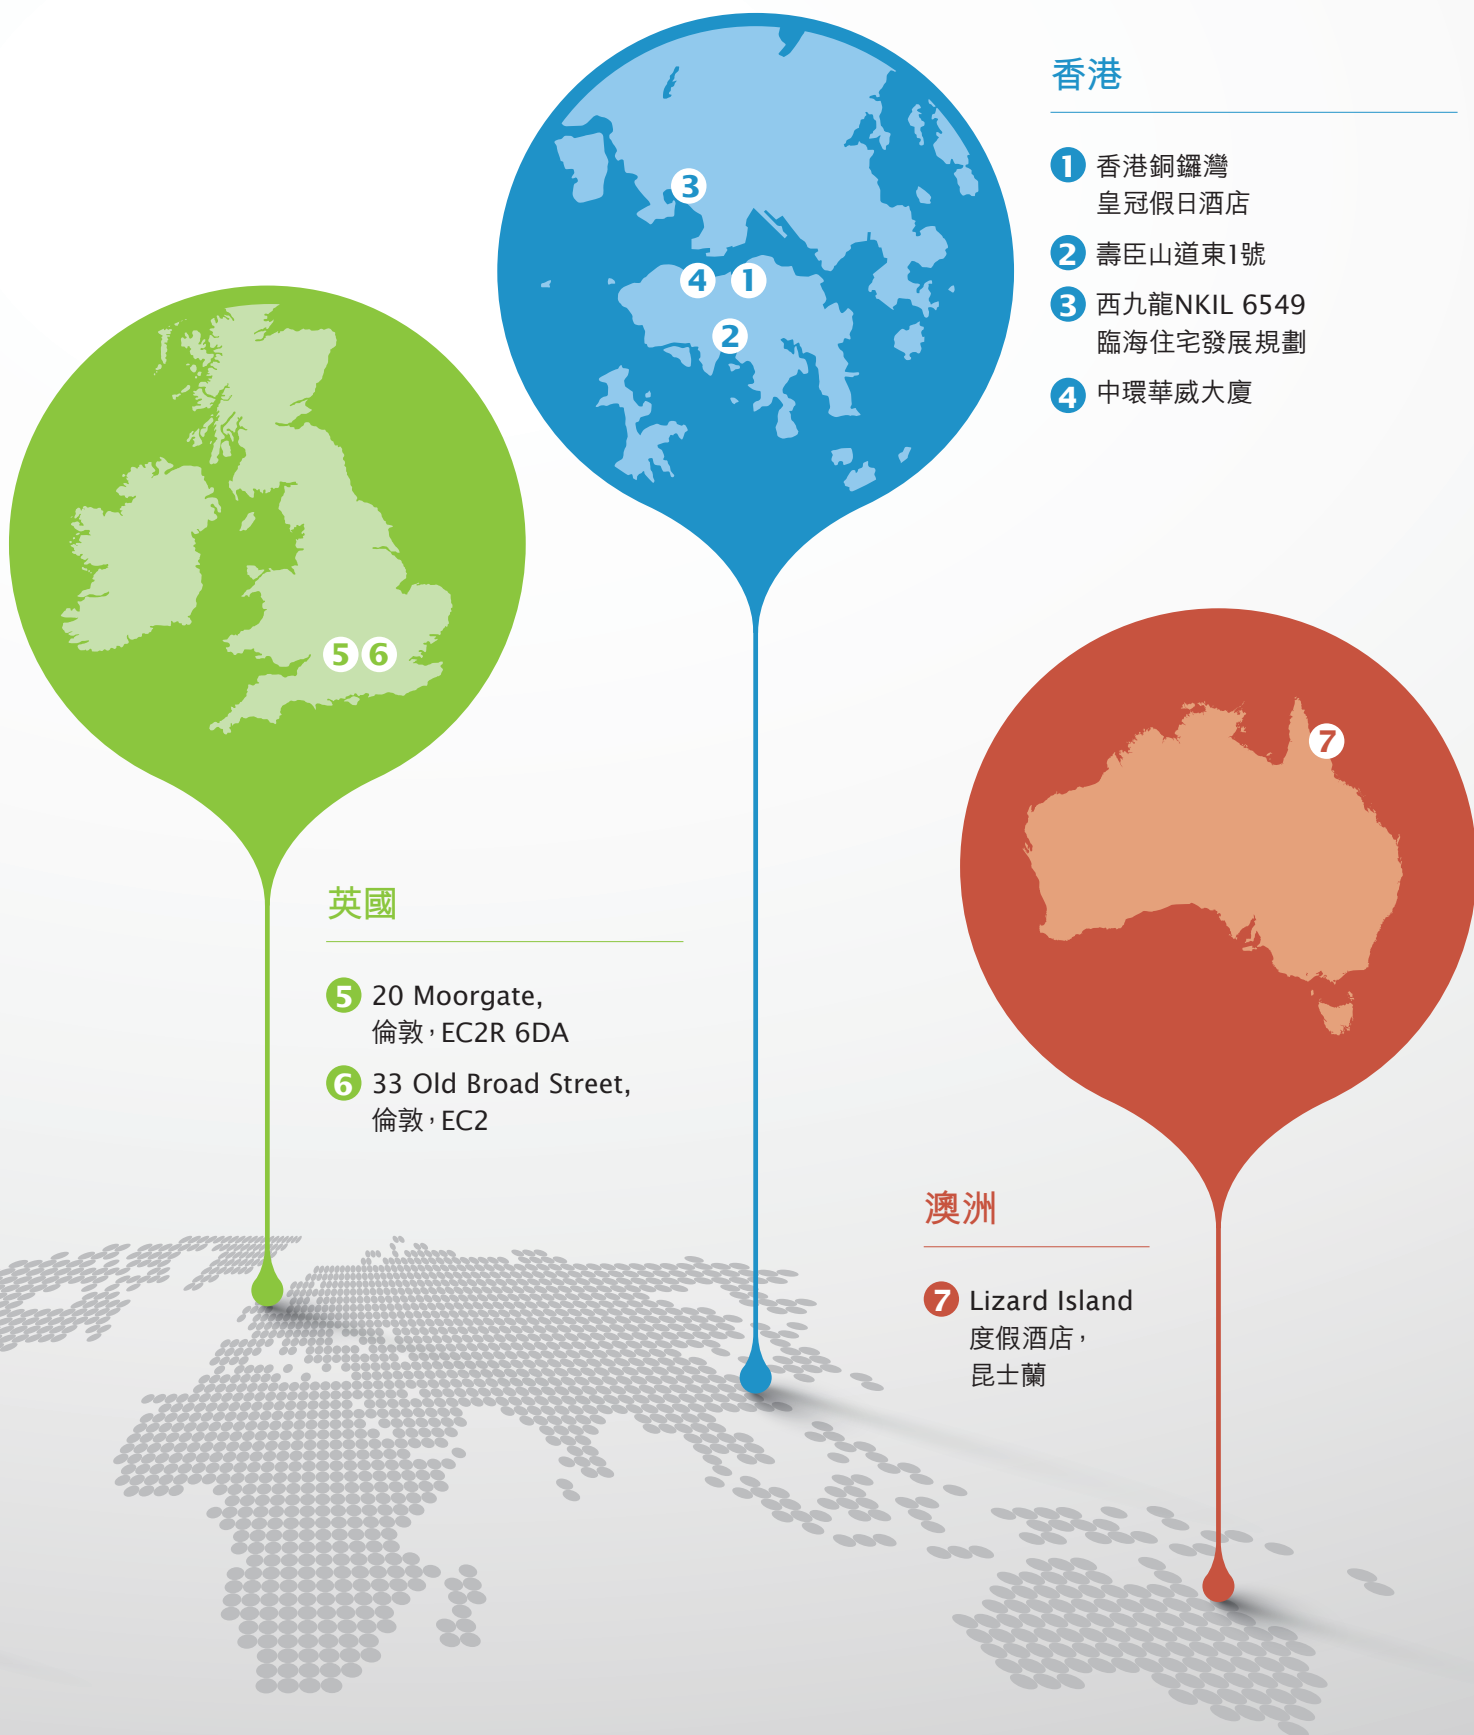 香港
1 香港銅鑼灣
皇冠假日酒店
2 壽臣山道東1號
3 西九龍NKIL 6549
臨海住宅發展規劃
4 中環華威大廈
3
4 1
2
5 6
英國
5 20 Moorgate,
倫敦，EC2R 6DA
6 33 Old Broad Street,
倫敦，EC2
7
澳洲
7 Lizard Island
度假酒店，
昆士蘭